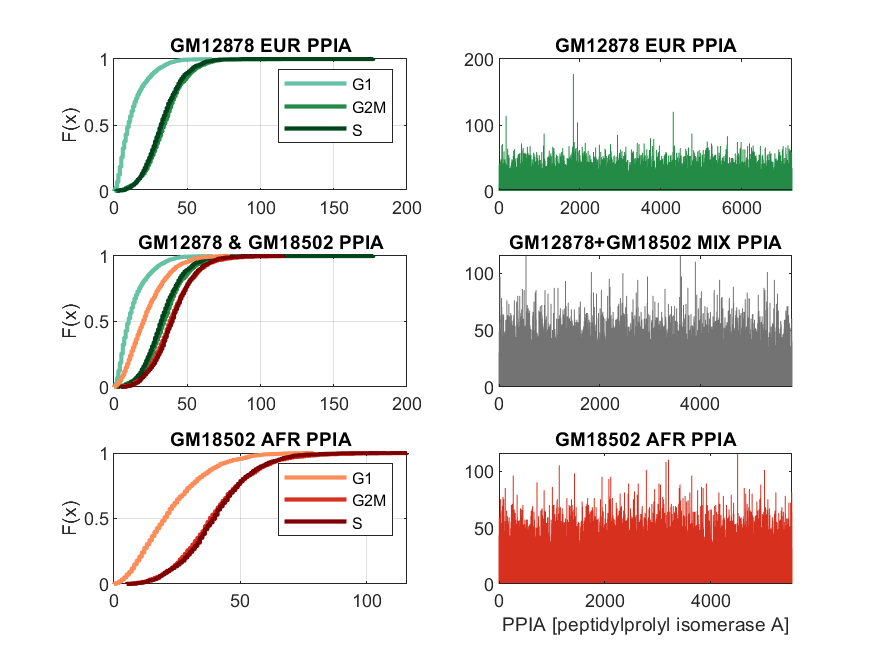 GM12878 EUR PPIA
F(x)
1
0.5
0
0
50
100
150
200
G1
G2M
S
GM12878 EUR PPIA
200
100
0
0
2000
4000
6000
GM12878 & GM18502 PPIA
F(x)
1
0.5
0
0
50
100
150
200
GM12878+GM18502 MIX PPIA
100
50
0
0
2000
4000
GM18502 AFR PPIA
F(x)
1
0.5
0
0
50
100
G1
G2M
S
GM18502 AFR PPIA
100
50
0
0
2000
4000
PPIA [peptidylprolyl isomerase A]